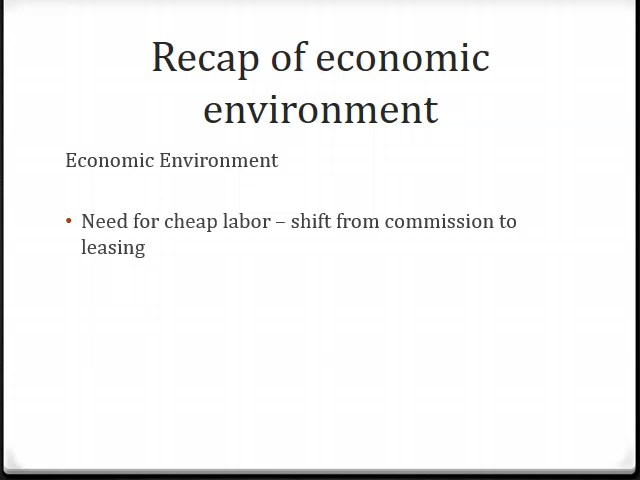 Recap of economic
environment
Economic Environment
• Need for cheap labor – shift from commission to
leasing